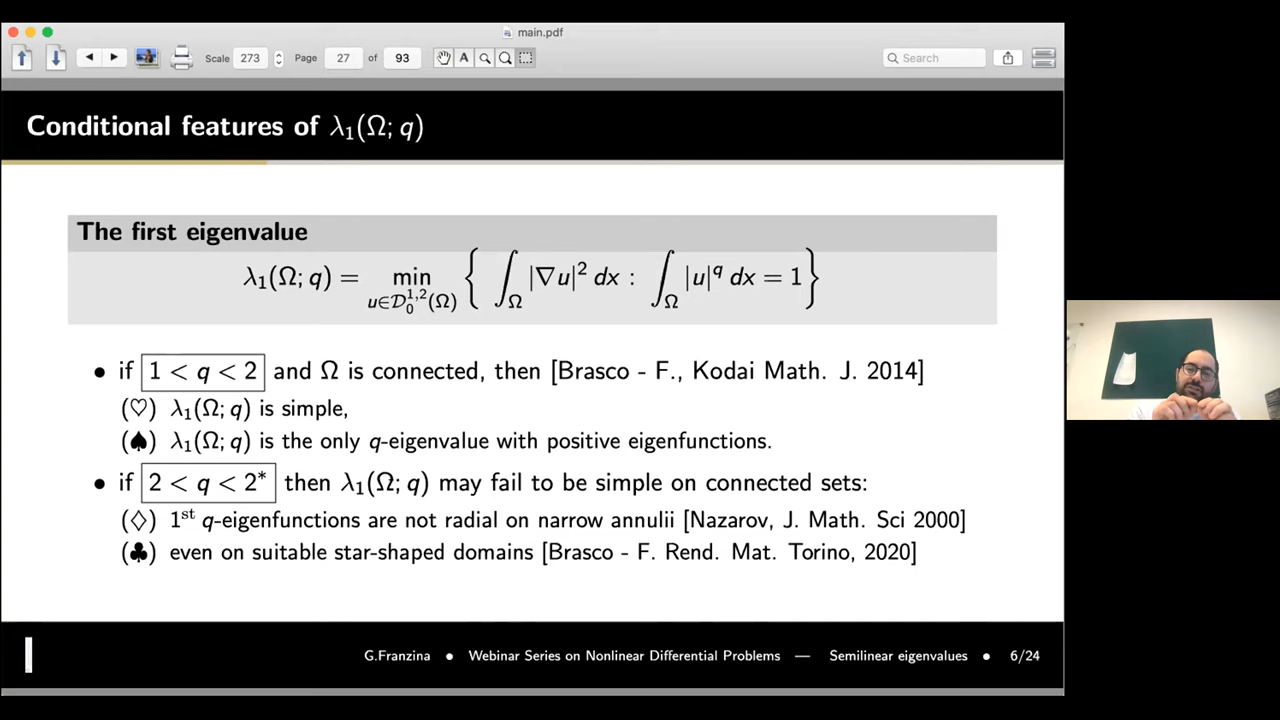 main.pdf
Scale 273 Page 27 of 93 A Search
Conditional features of λ₁(Ω; q)
The first eigenvalue
λ₁(Ω; q) = min_{u∈𝒟₀^{1,2}(Ω)} { ∫_Ω |∇u|² dx : ∫_Ω |u|^q dx = 1 }
• if 1 < q < 2 and Ω is connected, then [Brasco - F., Kodai Math. J. 2014]
(♡) λ₁(Ω; q) is simple,
(♠) λ₁(Ω; q) is the only q-eigenvalue with positive eigenfunctions.
• if 2 < q < 2* then λ₁(Ω; q) may fail to be simple on connected sets:
(♢) 1st q-eigenfunctions are not radial on narrow annulii [Nazarov, J. Math. Sci 2000]
(♣) even on suitable star-shaped domains [Brasco - F. Rend. Mat. Torino, 2020]
G.Franzina • Webinar Series on Nonlinear Differential Problems — Semilinear eigenvalues • 6/24